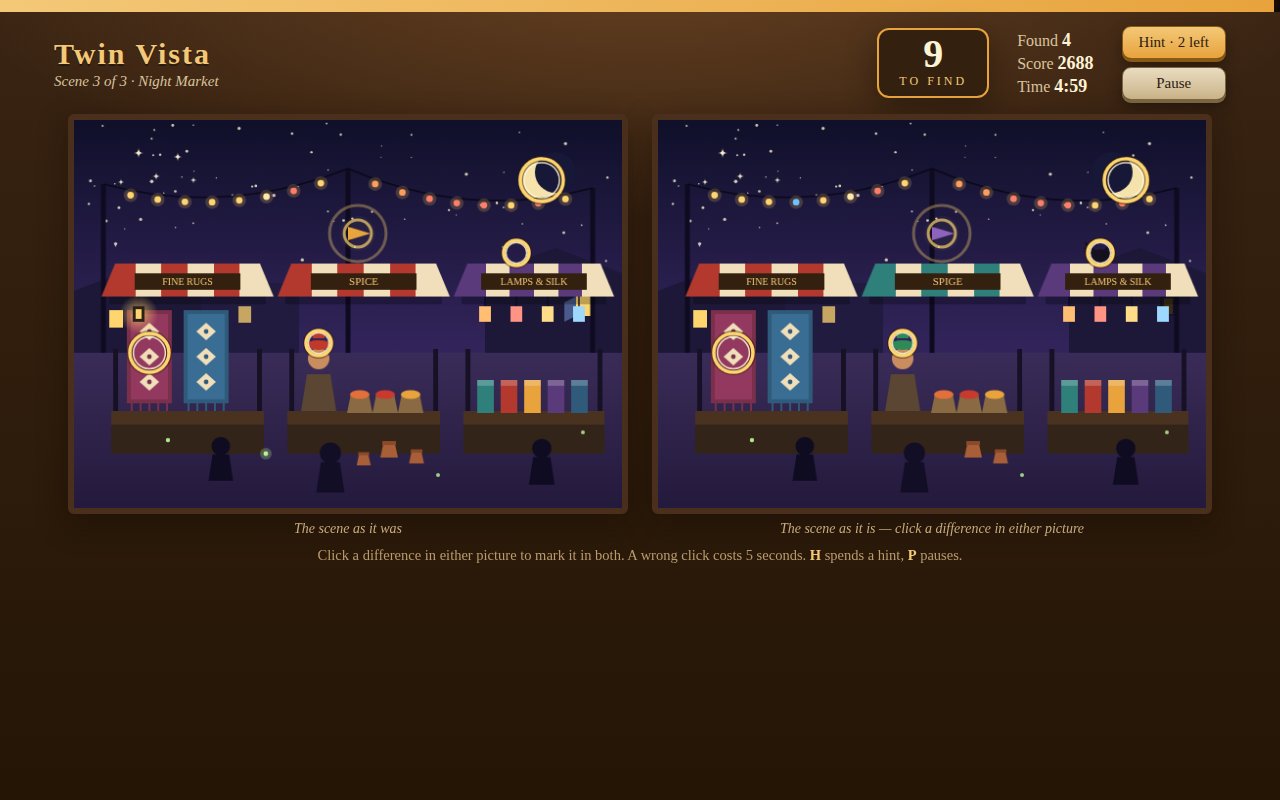 Twin Vista
Scene 3 of 3 · Night Market
9
TO FIND
Found 4
Score 2688
Time 4:59
Hint · 2 left
Pause
FINE RUGS
SPICE
LAMPS & SILK
FINE RUGS
SPIGE
LAMPS & SILK
The scene as it was
The scene as it is — click a difference in either picture
Click a difference in either picture to mark it in both. A wrong click costs 5 seconds. H spends a hint, P pauses.